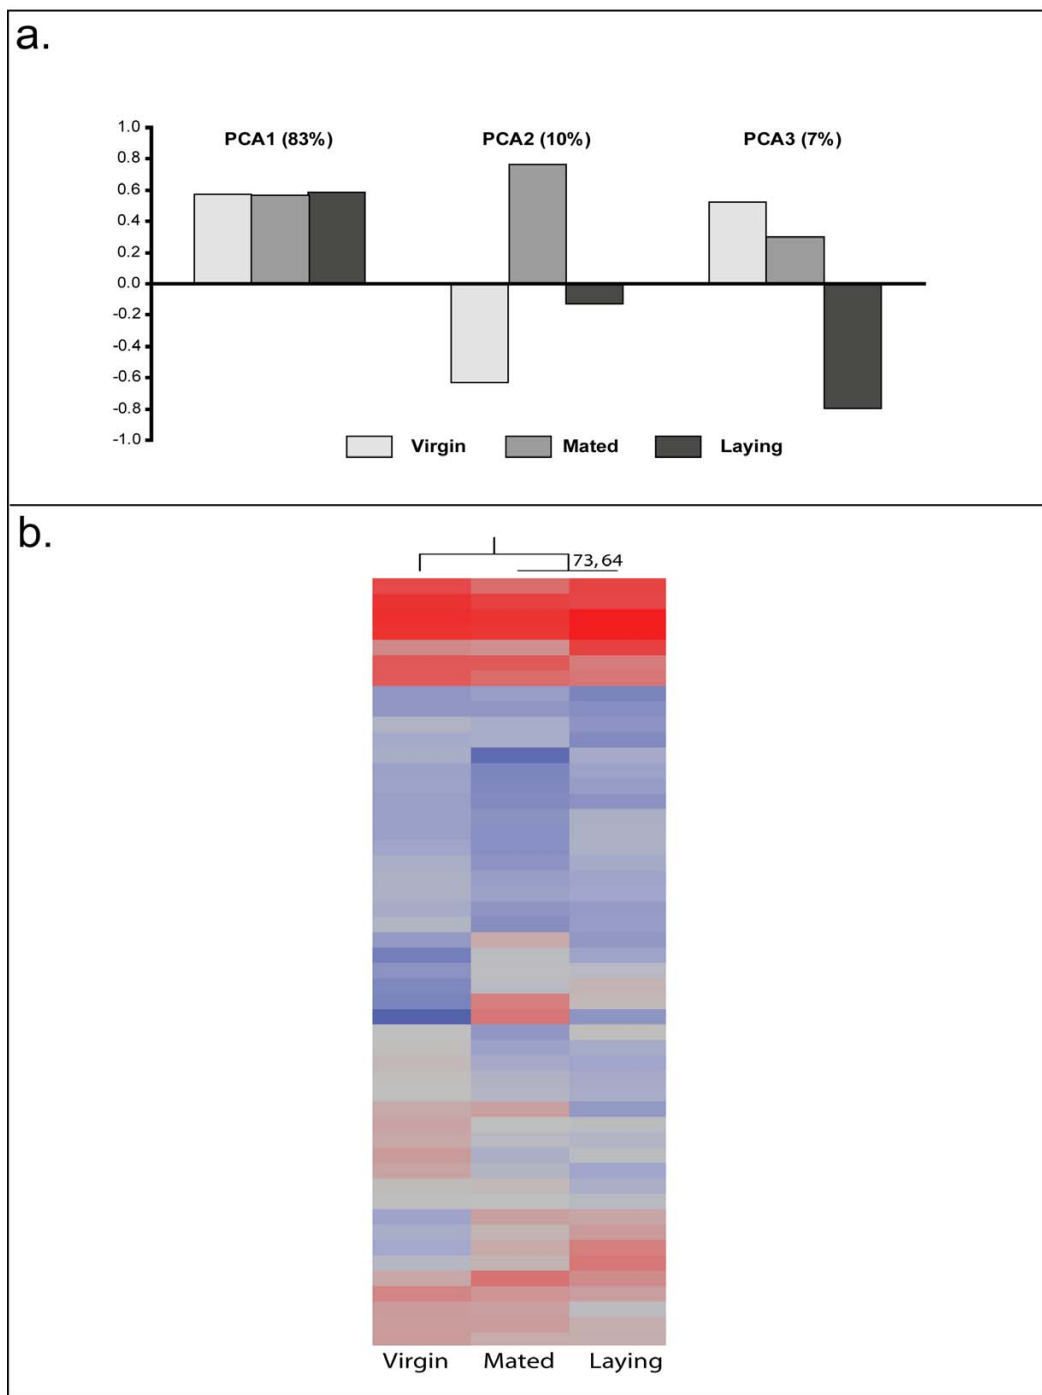 a.
PCA1 (83%) PCA2 (10%) PCA3 (7%)
1.0
0.8
0.6
0.4
0.2
0.0
-0.2
-0.4
-0.6
-0.8
-1.0
Virgin Mated Laying
b.
73,64
Virgin Mated Laying